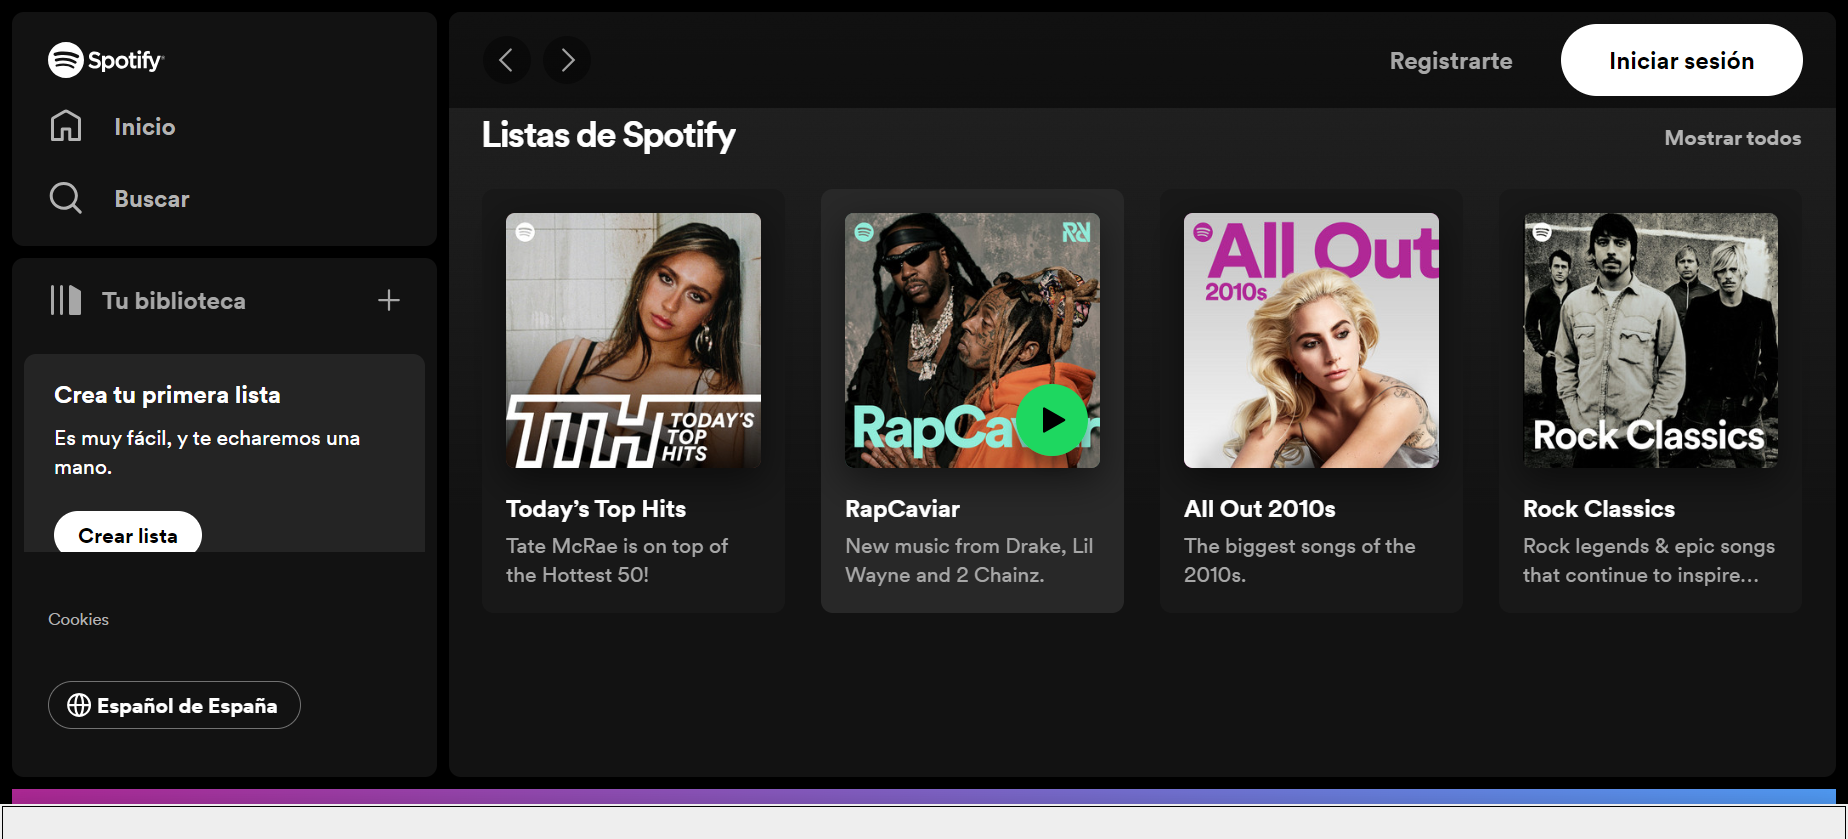 Spotify
Inicio
Buscar
Tu biblioteca
Crea tu primera lista
Es muy fácil, y te echaremos una
mano.
Crear lista
Cookies
Español de España
Registrarte
Iniciar sesión
Listas de Spotify
Mostrar todos
TTH TODAY'S
TOP
HITS
Today's Top Hits
Tate McRae is on top of
the Hottest 50!
RapCaviar
RapCaviar
New music from Drake, Lil
Wayne and 2 Chainz.
All Out
2010s
All Out 2010s
The biggest songs of the
2010s.
Rock Classics
Rock Classics
Rock legends & epic songs
that continue to inspire...